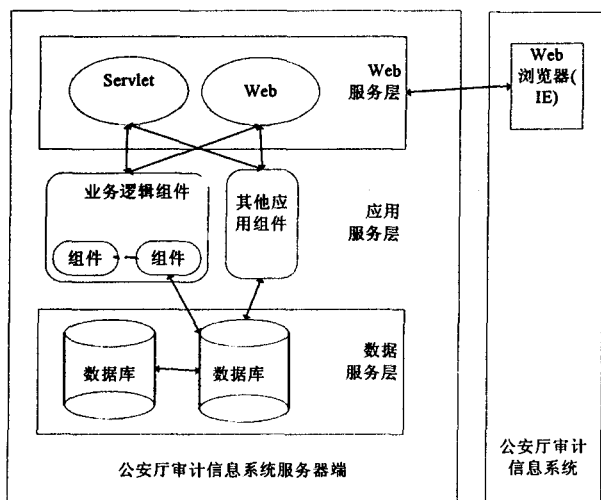 Servlet
Web
Web
服务层
Web
浏览器(
IE)
业务逻辑组件
组件
组件
其他应
用组件
应用
服务层
数据库
数据库
数据
服务层
公安厅审计信息系统服务器端
公安厅审计
信息系统